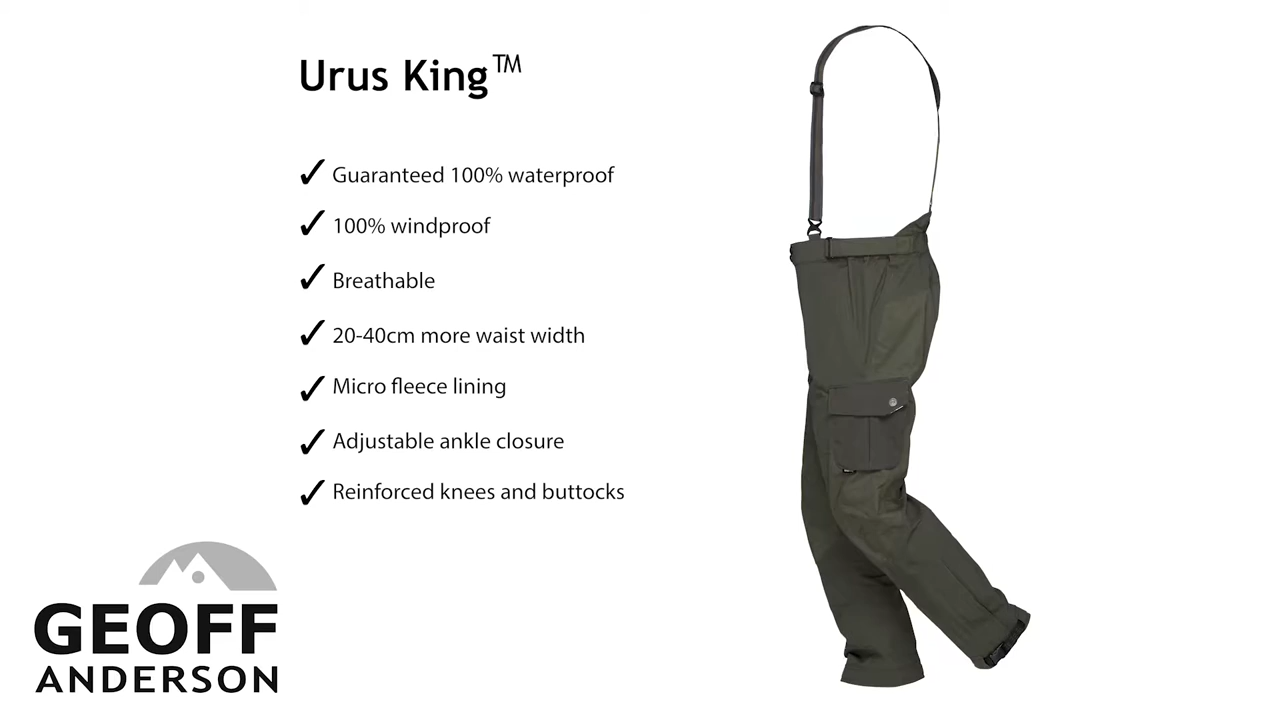 Urus King™
✓ Guaranteed 100% waterproof
✓ 100% windproof
✓ Breathable
✓ 20-40cm more waist width
✓ Micro fleece lining
✓ Adjustable ankle closure
✓ Reinforced knees and buttocks
GEOFF
ANDERSON